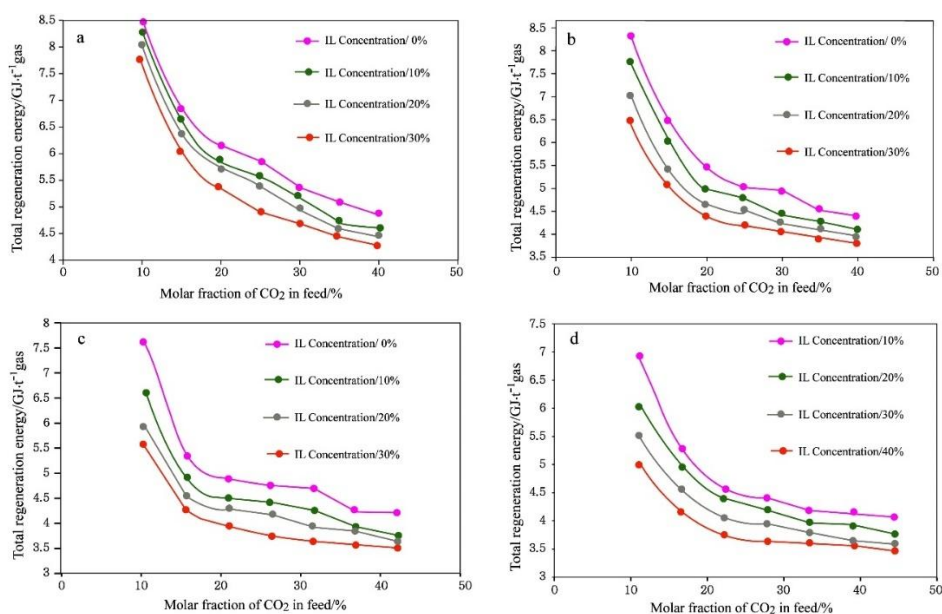 a
Total regeneration energy/GJ·t⁻¹gas
8.5
8
7.5
7
6.5
6
5.5
5
4.5
4
IL Concentration/ 0%
IL Concentration/10%
IL Concentration/20%
IL Concentration/30%
0 10 20 30 40 50
Molar fraction of CO₂ in feed/%
b
Total regeneration energy/GJ·t⁻¹gas
8.5
8
7.5
7
6.5
6
5.5
5
4.5
4
3.5
IL Concentration/ 0%
IL Concentration/10%
IL Concentration/20%
IL Concentration/30%
0 10 20 30 40 50
Molar fraction of CO₂ in feed/%
c
Total regeneration energy/GJ·t⁻¹gas
8
7.5
7
6.5
6
5.5
5
4.5
4
3.5
3
IL Concentration/ 0%
IL Concentration/10%
IL Concentration/20%
IL Concentration/30%
0 10 20 30 40 50
Molar fraction of CO₂ in feed/%
d
Total regeneration energy/GJ·t⁻¹gas
7.5
7
6.5
6
5.5
5
4.5
4
3.5
3
IL Concentration/10%
IL Concentration/20%
IL Concentration/30%
IL Concentration/40%
0 10 20 30 40 50
Molar fraction of CO₂ in feed/%